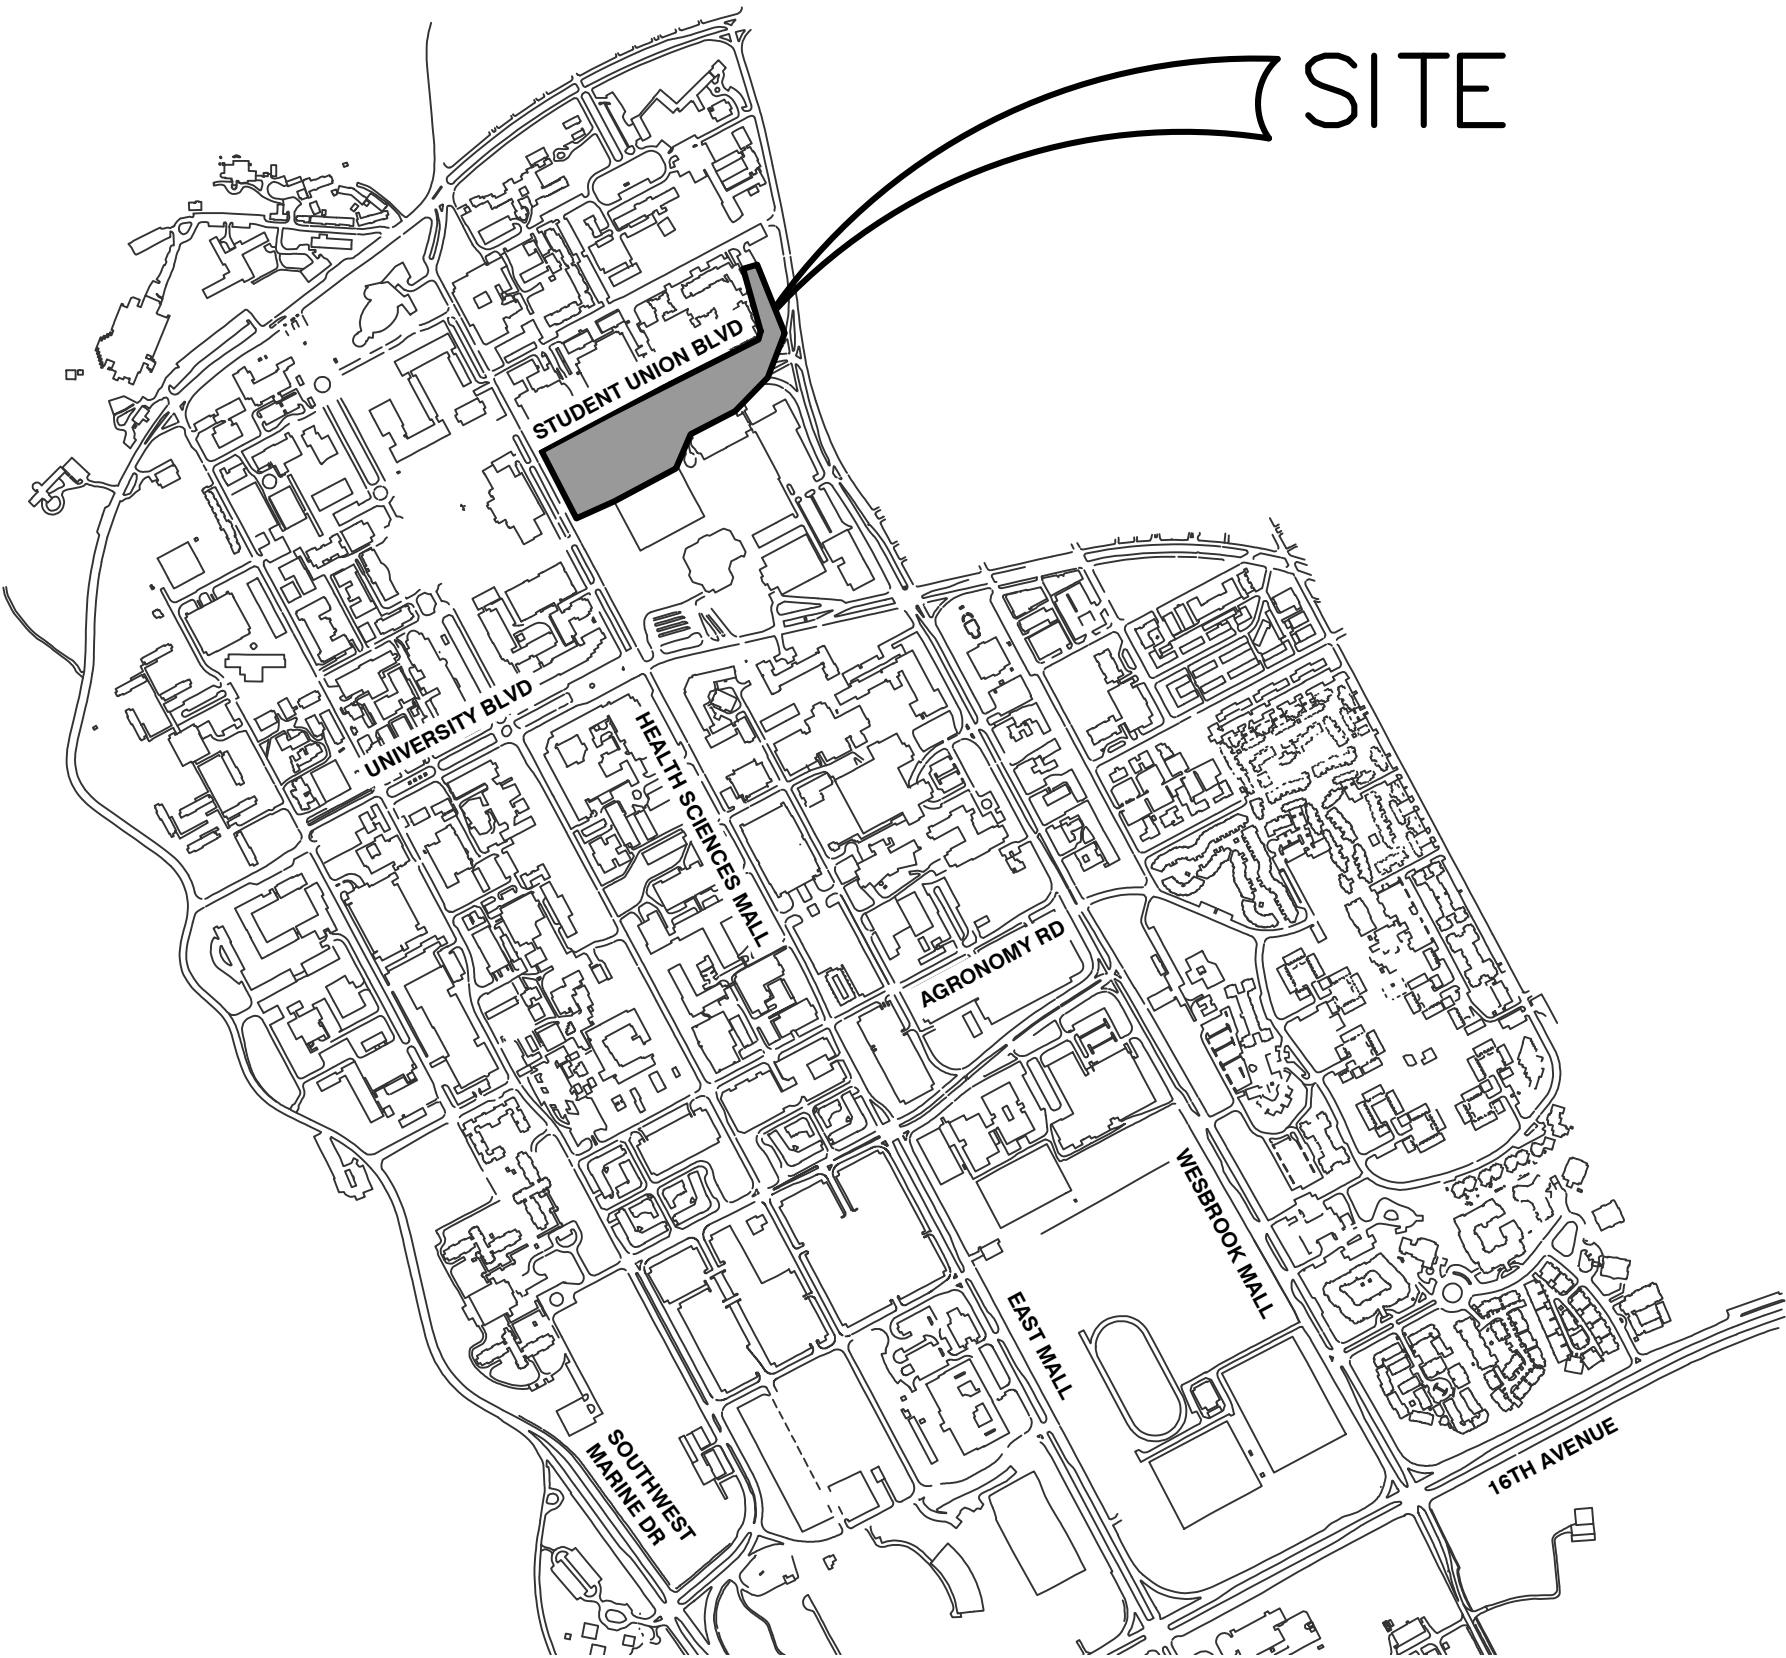 SITE
STUDENT UNION BLVD
UNIVERSITY BLVD
HEALTH SCIENCES MALL
AGRONOMY RD
WESBROOK MALL
EAST MALL
SOUTHWEST
MARINE DR
16TH AVENUE